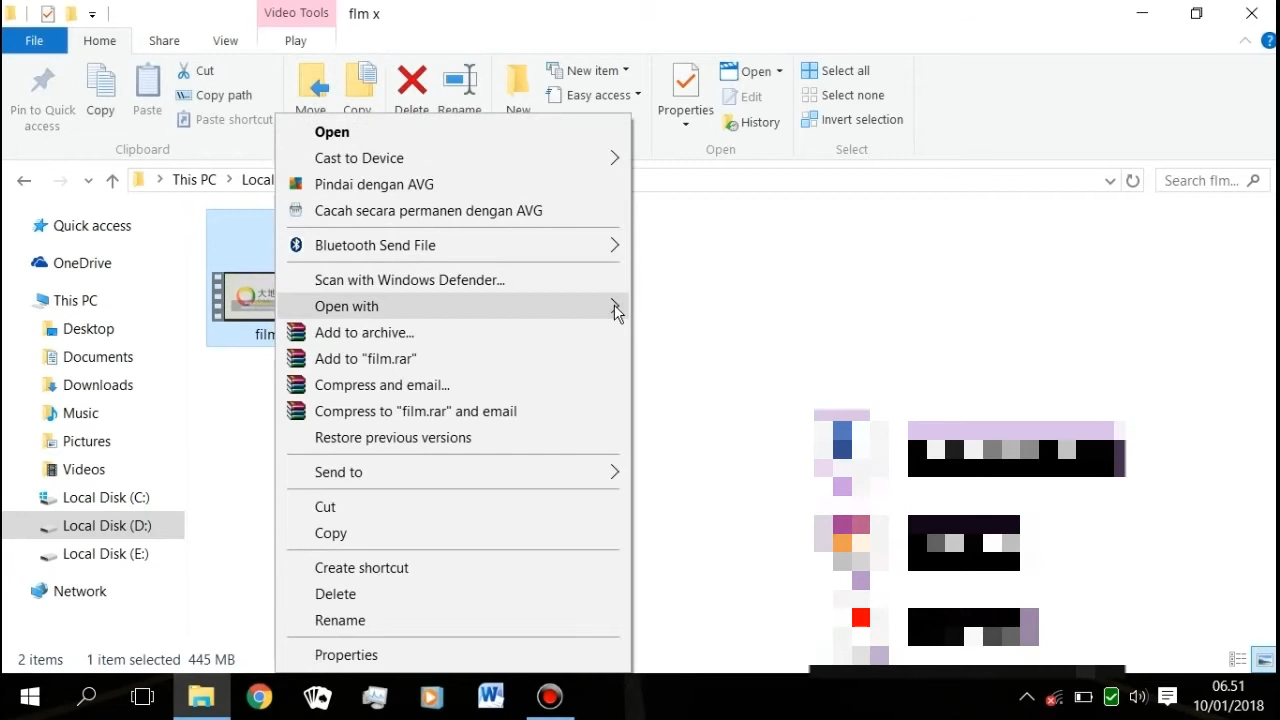 Video Tools
flm x
File
Home
Share
View
Play
Pin to Quick access
Copy
Paste
Cut
Copy path
Paste shortcut
Move
Copy
Delete
Rename
New
New item
Easy access
Properties
Open
Edit
History
Select all
Select none
Invert selection
Clipboard
Open
Select
This PC
Local
Search flm...
Quick access
OneDrive
This PC
Desktop
Documents
Downloads
Music
Pictures
Videos
Local Disk (C:)
Local Disk (D:)
Local Disk (E:)
Network
大地
film
Open
Cast to Device
Pindai dengan AVG
Cacah secara permanen dengan AVG
Bluetooth Send File
Scan with Windows Defender...
Open with
Add to archive...
Add to "film.rar"
Compress and email...
Compress to "film.rar" and email
Restore previous versions
Send to
Cut
Copy
Create shortcut
Delete
Rename
Properties
2 items
1 item selected 445 MB
06.51
10/01/2018